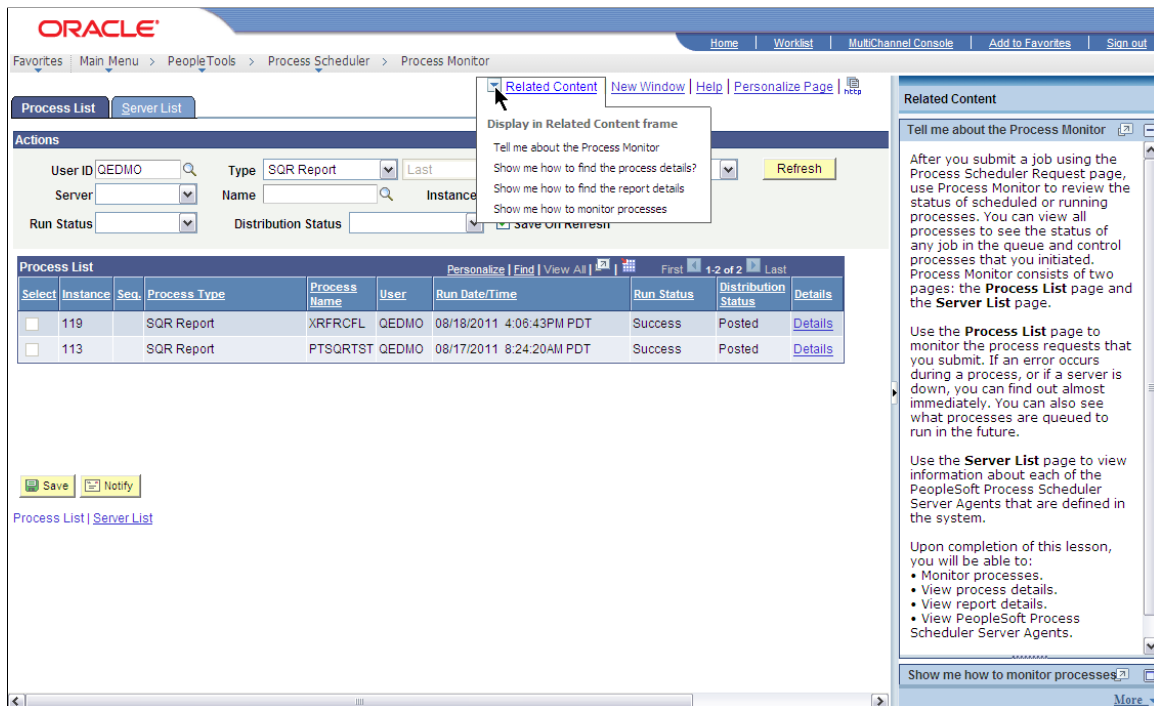 ORACLE'
Home | Worklist | MultiChannel Console | Add to Favorites | Sign out
Favorites | Main Menu > PeopleTools > Process Scheduler > Process Monitor
Related Content | New Window | Help | Personalize Page | http
Display in Related Content frame
Tell me about the Process Monitor
Show me how to find the process details?
Show me how to find the report details
Show me how to monitor processes
Process List Server List
Actions
User ID QEDMO Type SQR Report Last Refresh
Server Name Instance
Run Status Distribution Status Save On Refresh
Process List Personalize | Find | View All | | First 1-2 of 2 Last
Select Instance Seq. Process Type Process Name User Run Date/Time Run Status Distribution Status Details
119 SQR Report XRFRCFL QEDMO 08/18/2011 4:06:43PM PDT Success Posted Details
113 SQR Report PTSQRTST QEDMO 08/17/2011 8:24:20AM PDT Success Posted Details
Save Notify
Process List | Server List
Related Content
Tell me about the Process Monitor
After you submit a job using the
Process Scheduler Request page,
use Process Monitor to review the
status of scheduled or running
processes. You can view all
processes to see the status of
any job in the queue and control
processes that you initiated.
Process Monitor consists of two
pages: the Process List page and
the Server List page.
Use the Process List page to
monitor the process requests that
you submit. If an error occurs
during a process, or if a server is
down, you can find out almost
immediately. You can also see
what processes are queued to
run in the future.
Use the Server List page to view
information about each of the
PeopleSoft Process Scheduler
Server Agents that are defined in
the system.
Upon completion of this lesson,
you will be able to:
• Monitor processes.
• View process details.
• View report details.
• View PeopleSoft Process
Scheduler Server Agents.
Show me how to monitor processes
More